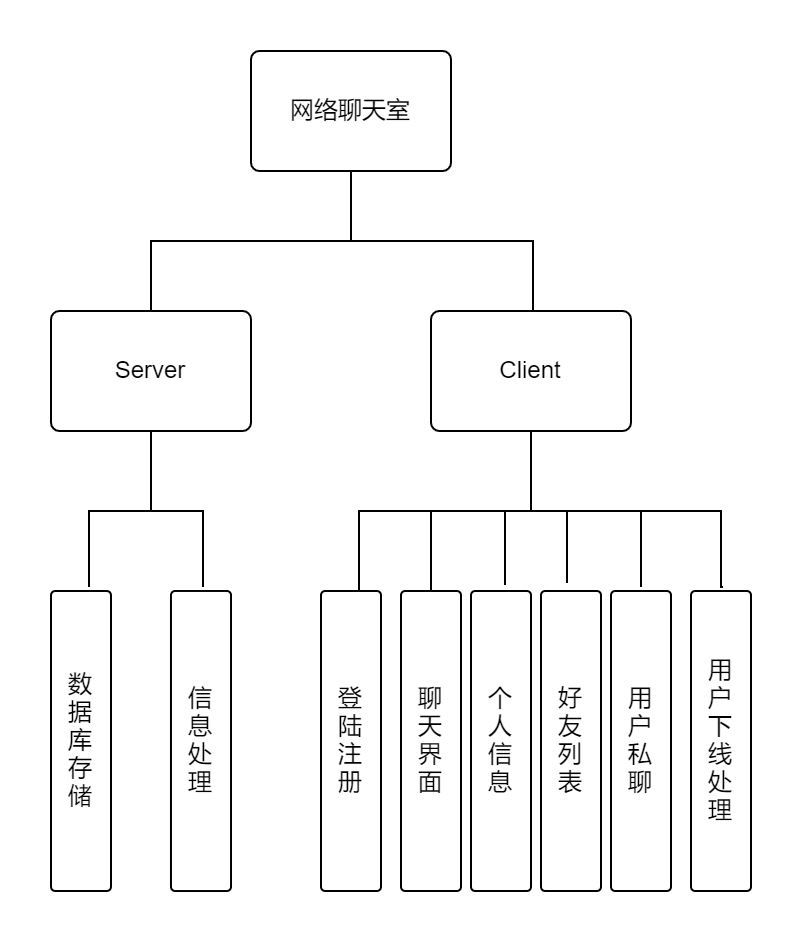 网络聊天室
Server
Client
数据库存储
信息处理
登陆注册
聊天界面
个人信息
好友列表
用户私聊
用户下线处理